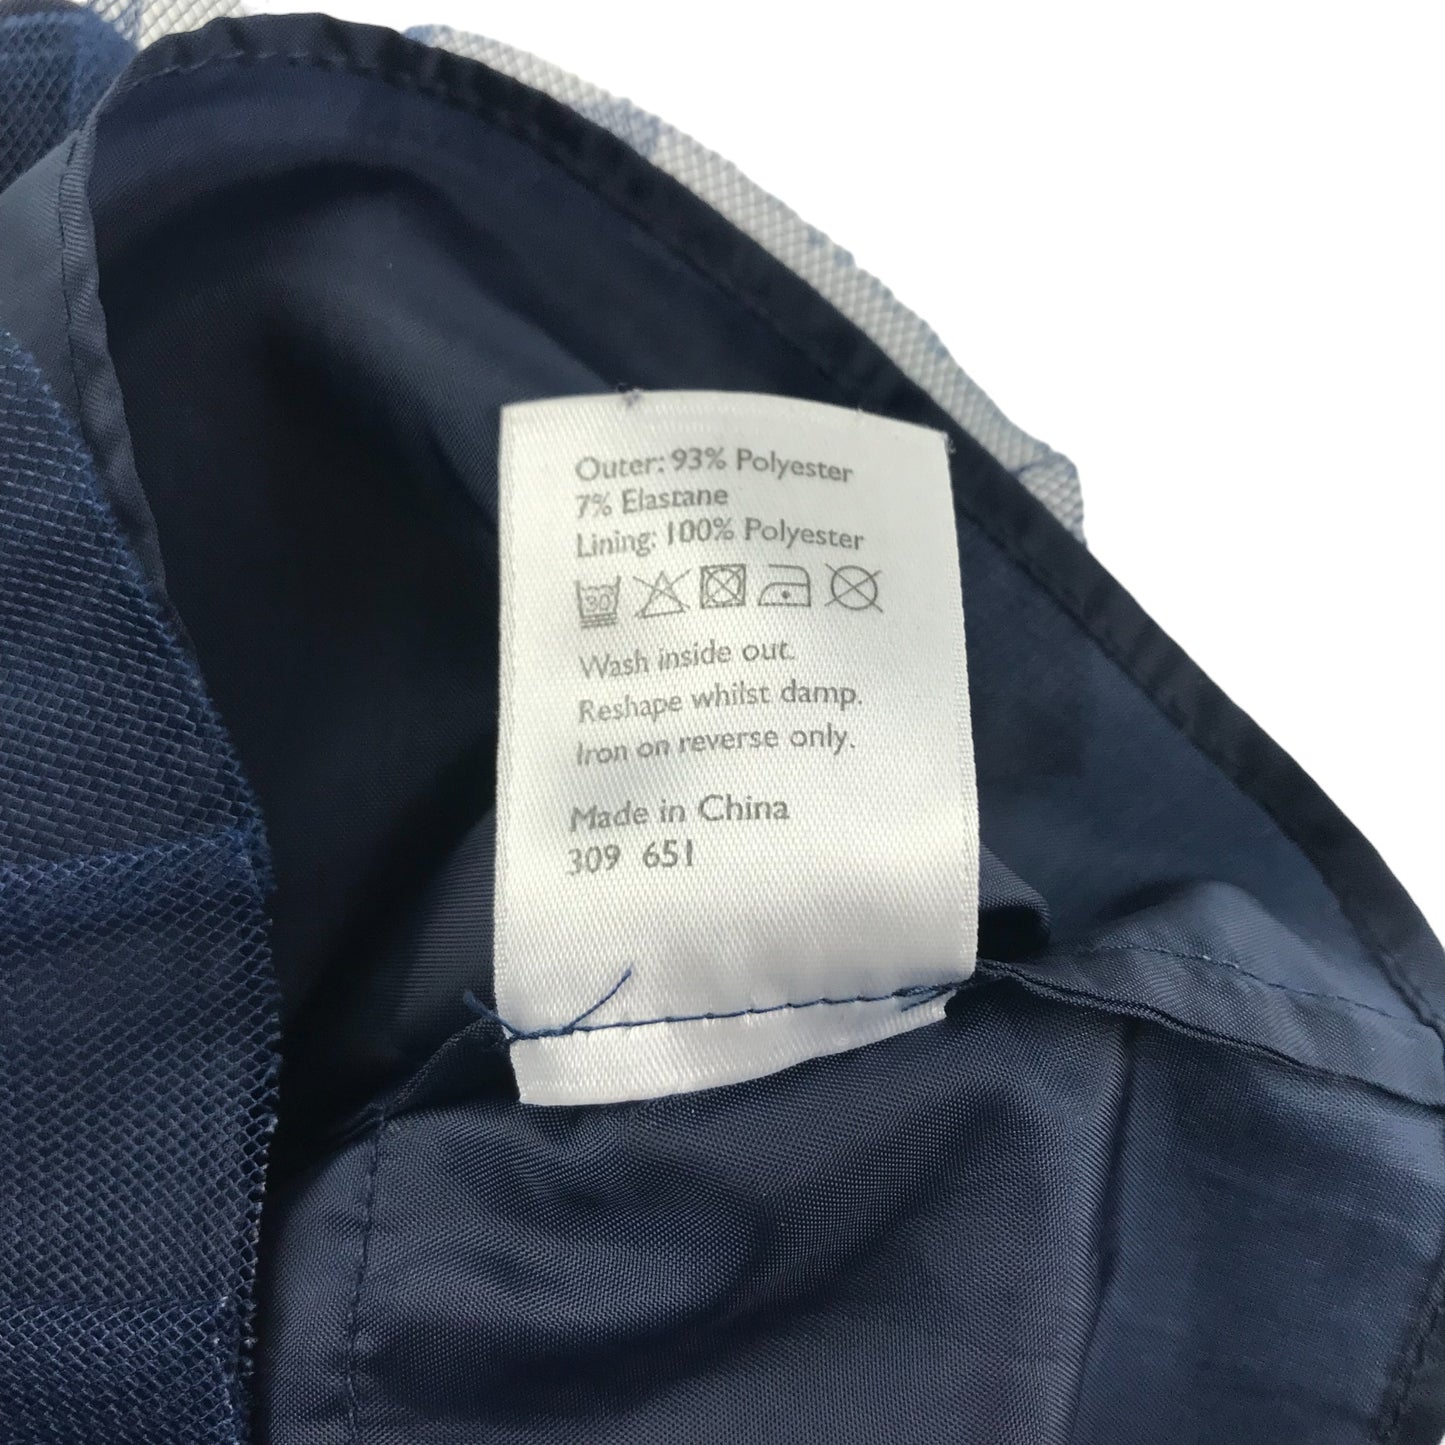 Outer: 93% Polyester
7% Elastane
Lining: 100% Polyester
30
Wash inside out.
Reshape whilst damp.
Iron on reverse only.
Made in China
309 651